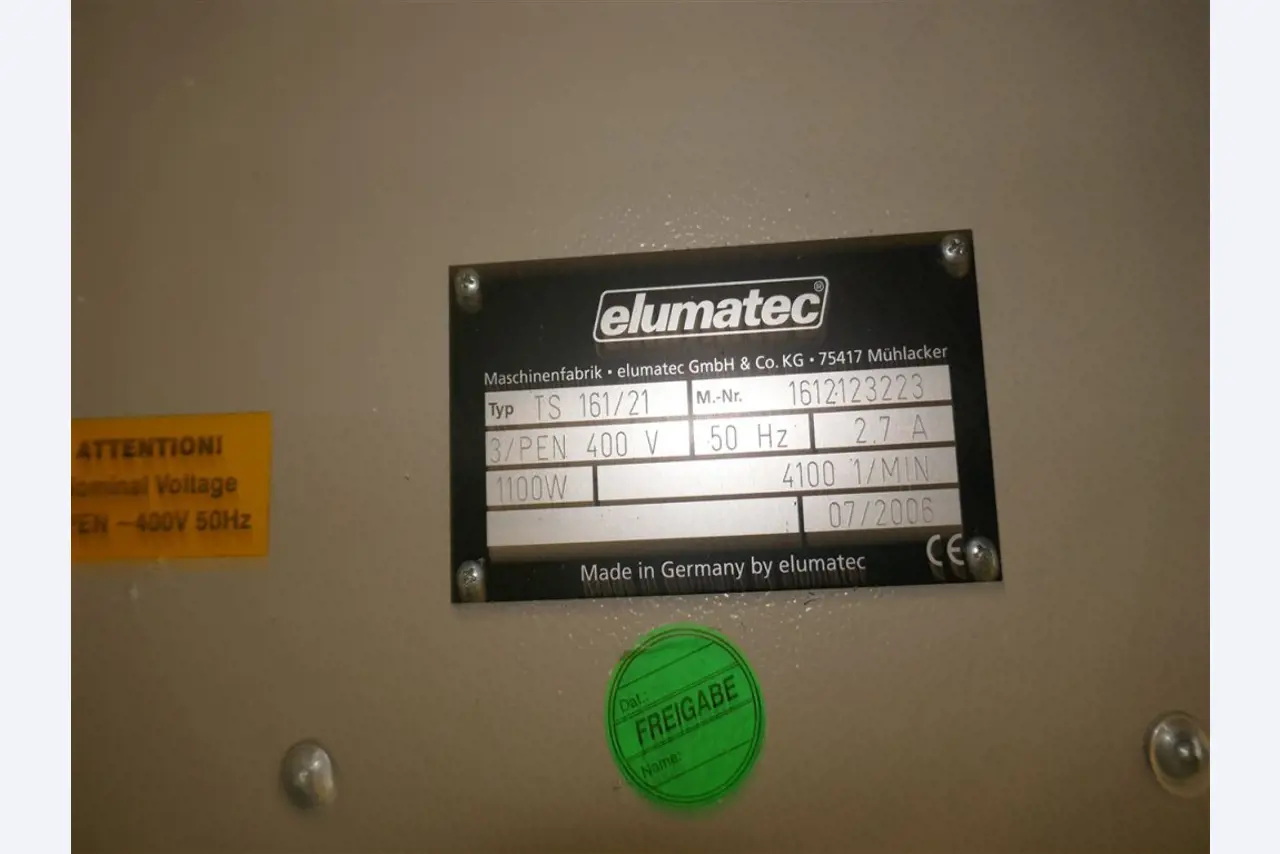 elumatec®
Maschinenfabrik • elumatec GmbH & Co. KG • 75417 Mühlacker
Typ TS 161/21 M.-Nr. 1612123223
3/PEN 400 V 50 Hz 2.7 A
1100W 4100 1/MIN
07/2006
Made in Germany by elumatec CE
ATTENTION!
ominal Voltage
PEN ~400V 50Hz
Dat.:
FREIGABE
Name: